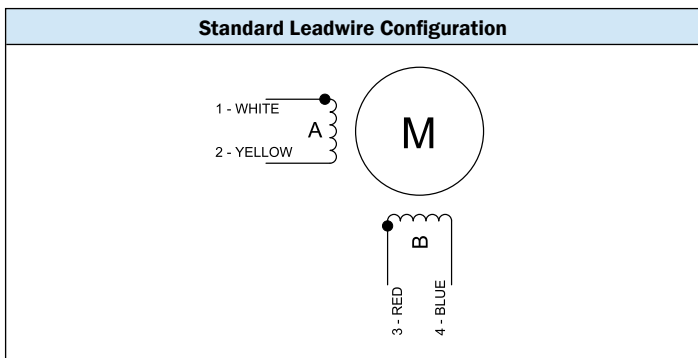 Standard Leadwire Configuration
1 - WHITE
A
2 - YELLOW
M
B
3 - RED
4 - BLUE